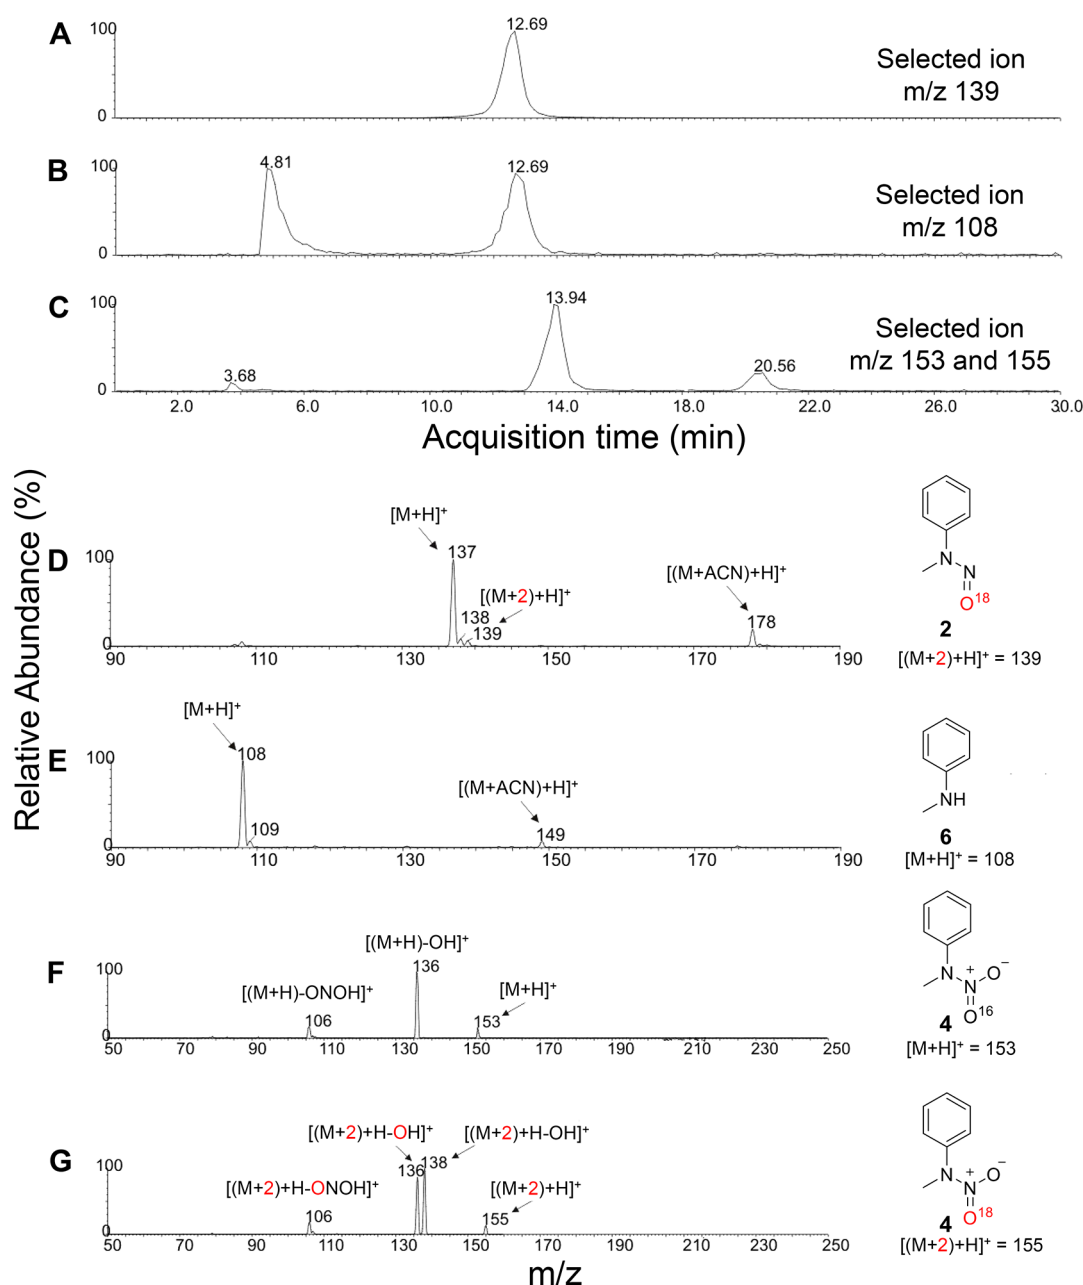 A
100
0
12.69
Selected ion
m/z 139
B
100
0
4.81
12.69
Selected ion
m/z 108
C
100
0
3.68
13.94
20.56
Selected ion
m/z 153 and 155
2.0 6.0 10.0 14.0 18.0 22.0 26.0 30.0
Acquisition time (min)
Relative Abundance (%)
D
100
0
[M+H]⁺
137
[(M+2)+H]⁺
138
139
[(M+ACN)+H]⁺
178
90 110 130 150 170 190
N
N
O¹⁸
2
[(M+2)+H]⁺ = 139
E
100
0
[M+H]⁺
108
109
[(M+ACN)+H]⁺
149
90 110 130 150 170 190
NH
6
[M+H]⁺ = 108
F
100
0
[(M+H)-ONOH]⁺
106
[(M+H)-OH]⁺
136
[M+H]⁺
153
50 70 90 110 130 150 170 190 210 230 250
N
N⁺
O⁻
O¹⁶
4
[M+H]⁺ = 153
G
100
0
[(M+2)+H-OH]⁺
[(M+2)+H-OH]⁺
136
138
[(M+2)+H-ONOH]⁺
106
[(M+2)+H]⁺
155
50 70 90 110 130 150 170 190 210 230 250
m/z
N
N⁺
O⁻
O¹⁸
4
[(M+2)+H]⁺ = 155